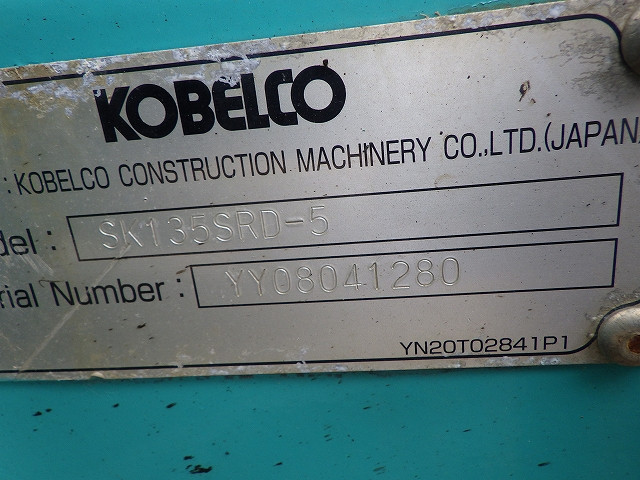 KOBELCO
: KOBELCO CONSTRUCTION MACHINERY CO.,LTD.(JAPAN
del : SK135SRD-5
rial Number : YY08041280
YN20T02841P1